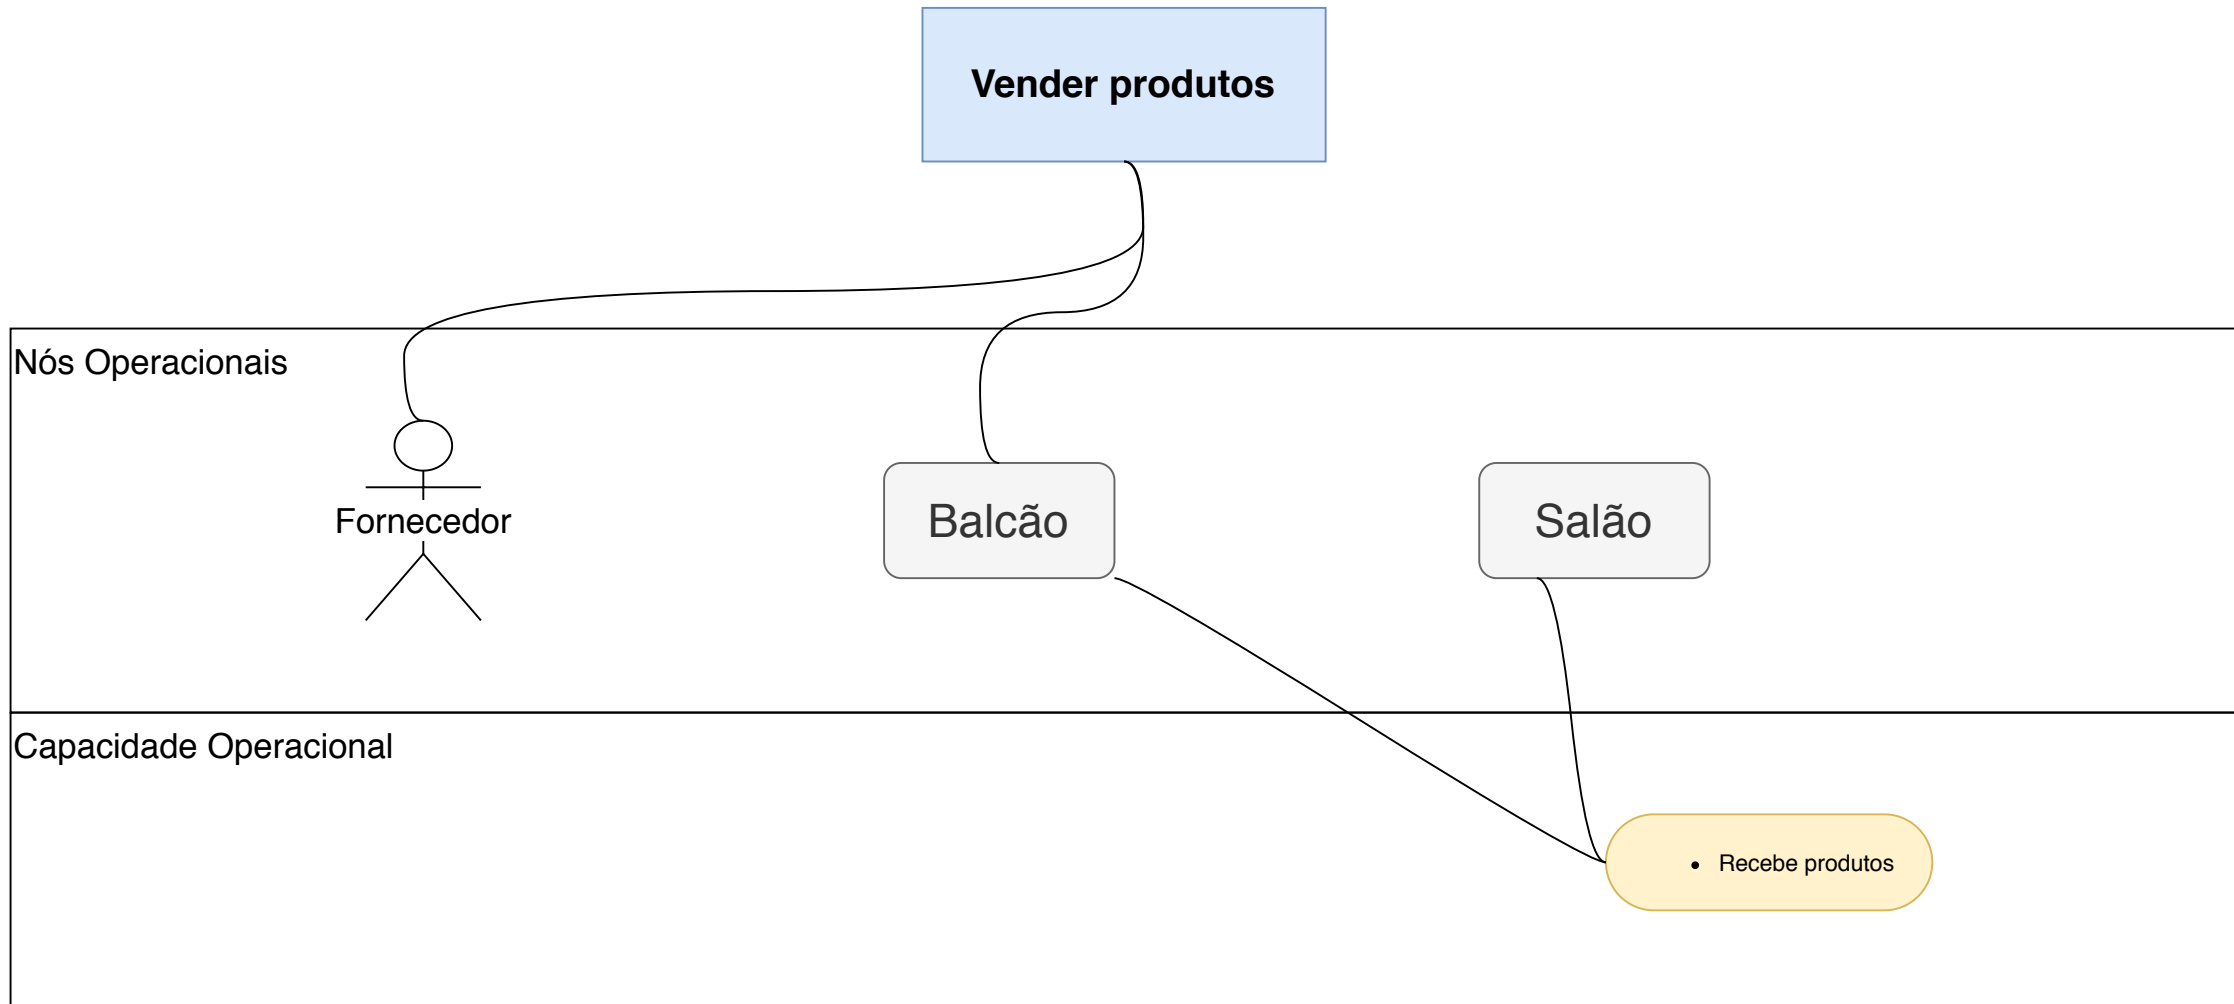 Vender produtos
Nós Operacionais
Fornecedor
Balcão
Salão
Capacidade Operacional
• Recebe produtos